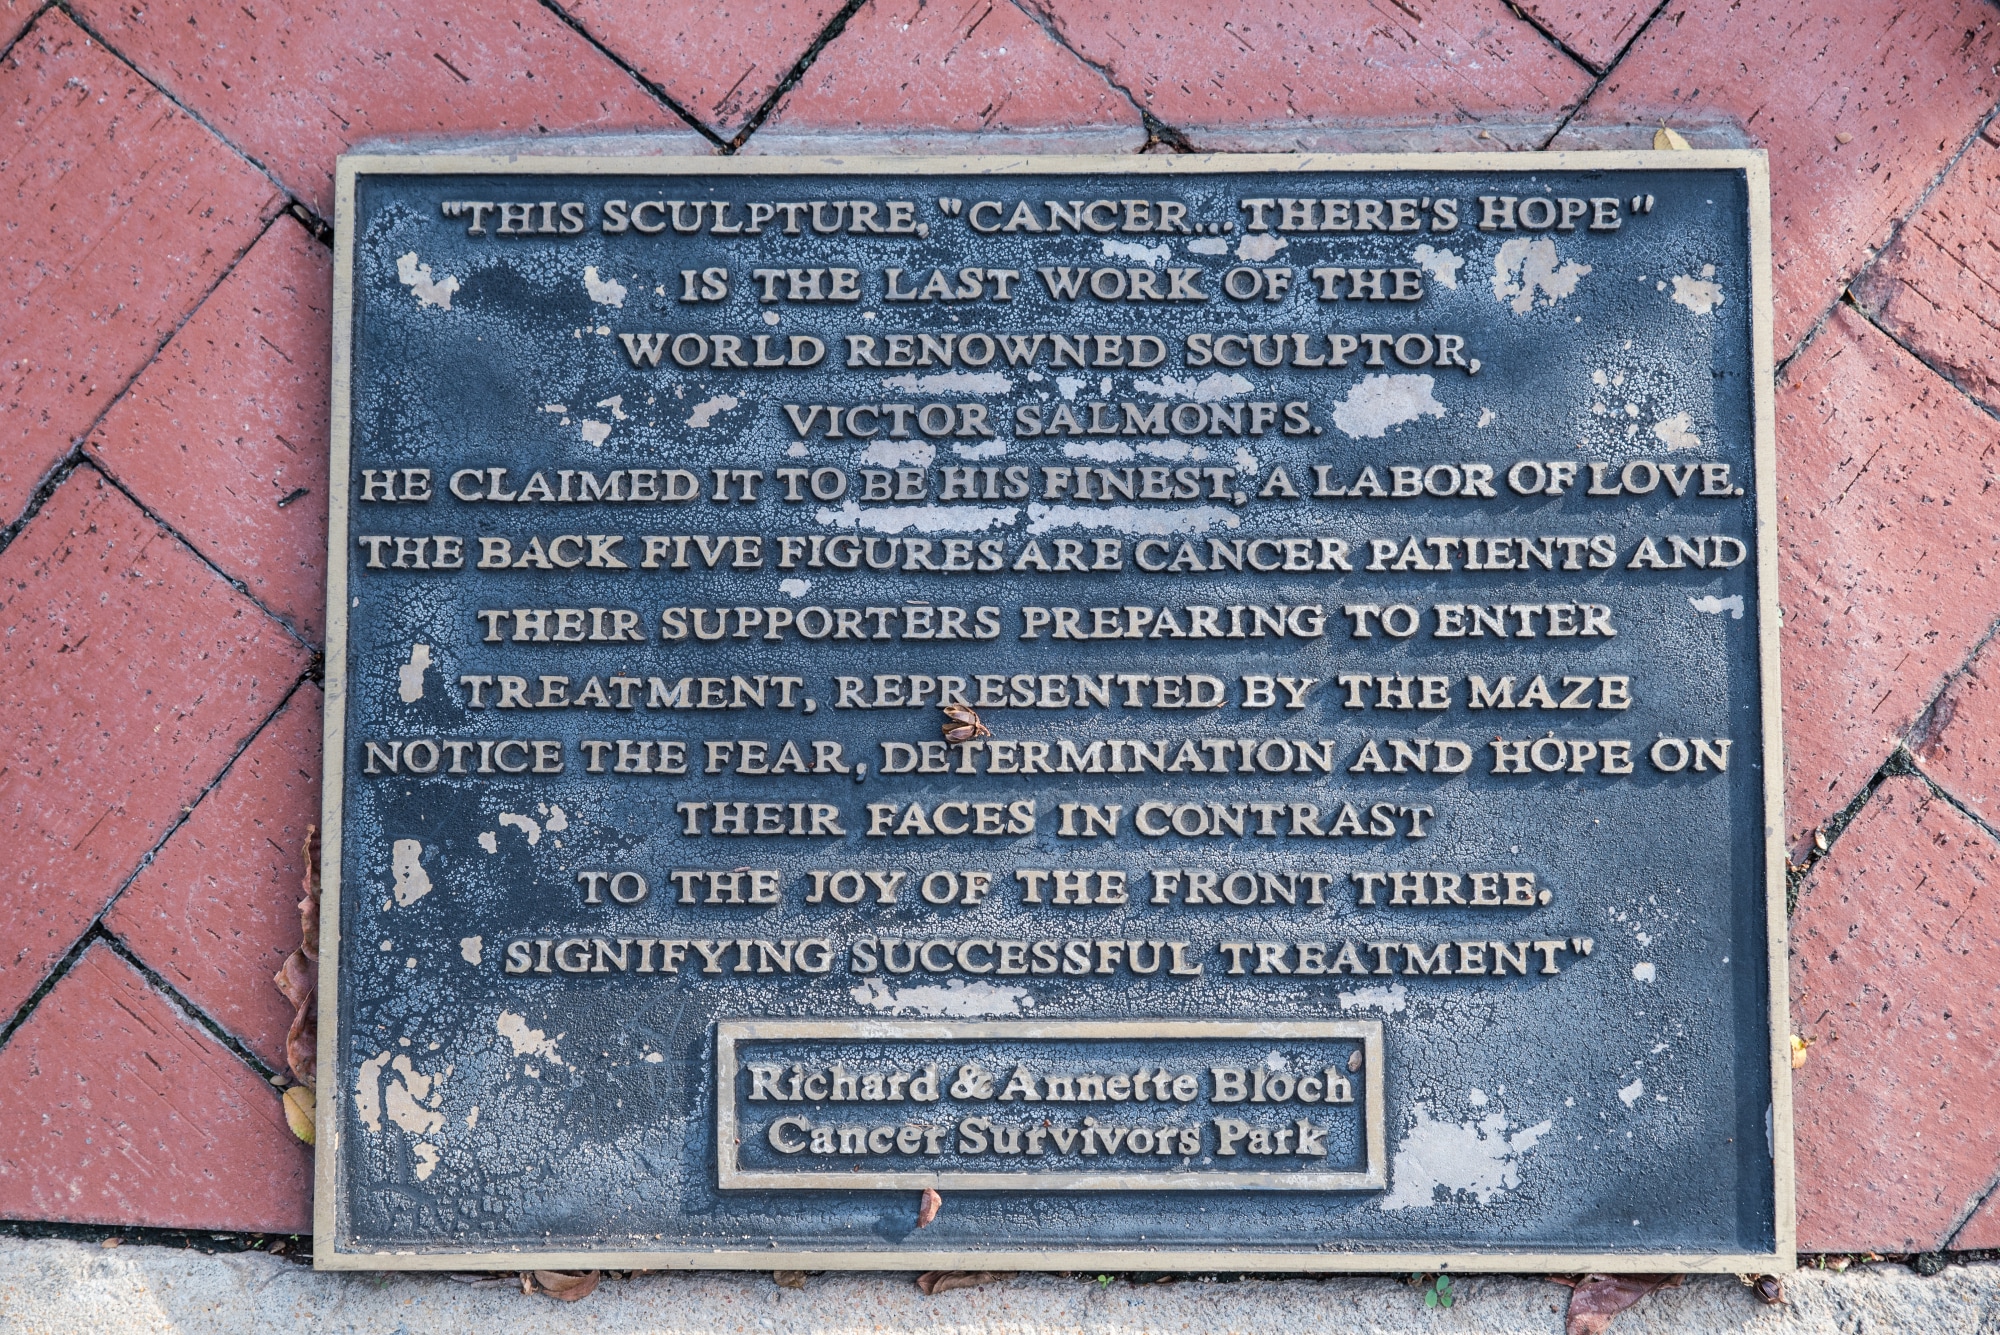 "THIS SCULPTURE, "CANCER...THERE'S HOPE"
IS THE LAST WORK OF THE
WORLD RENOWNED SCULPTOR,
VICTOR SALMONFS.
HE CLAIMED IT TO BE HIS FINEST, A LABOR OF LOVE.
THE BACK FIVE FIGURES ARE CANCER PATIENTS AND
THEIR SUPPORTERS PREPARING TO ENTER
TREATMENT, REPRESENTED BY THE MAZE
NOTICE THE FEAR, DETERMINATION AND HOPE ON
THEIR FACES IN CONTRAST
TO THE JOY OF THE FRONT THREE,
SIGNIFYING SUCCESSFUL TREATMENT"
Richard & Annette Bloch
Cancer Survivors Park